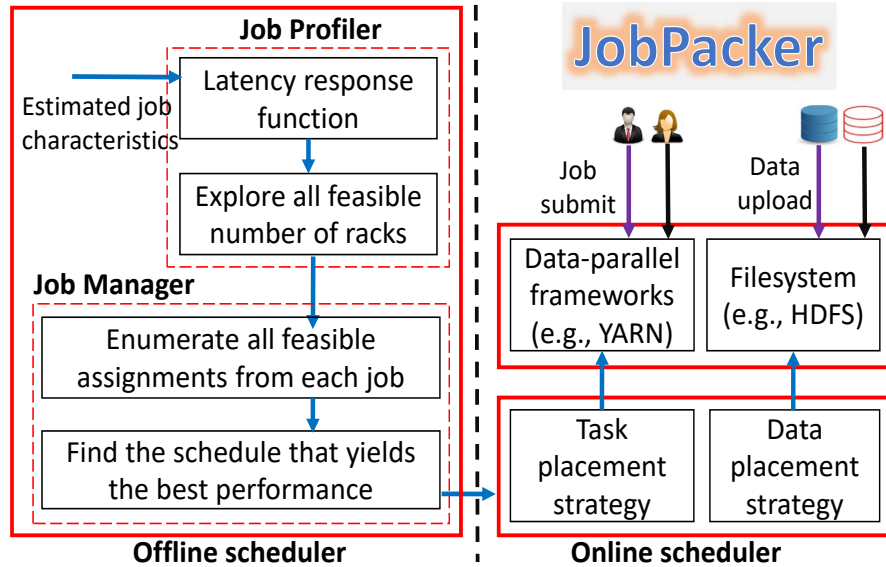 Job Profiler
Estimated job
characteristics
Latency response
function
Explore all feasible
number of racks
Job Manager
Enumerate all feasible
assignments from each job
Find the schedule that yields
the best performance
Offline scheduler
JobPacker
Job
submit
Data
upload
Data-parallel
frameworks
(e.g., YARN)
Filesystem
(e.g., HDFS)
Task
placement
strategy
Data
placement
strategy
Online scheduler